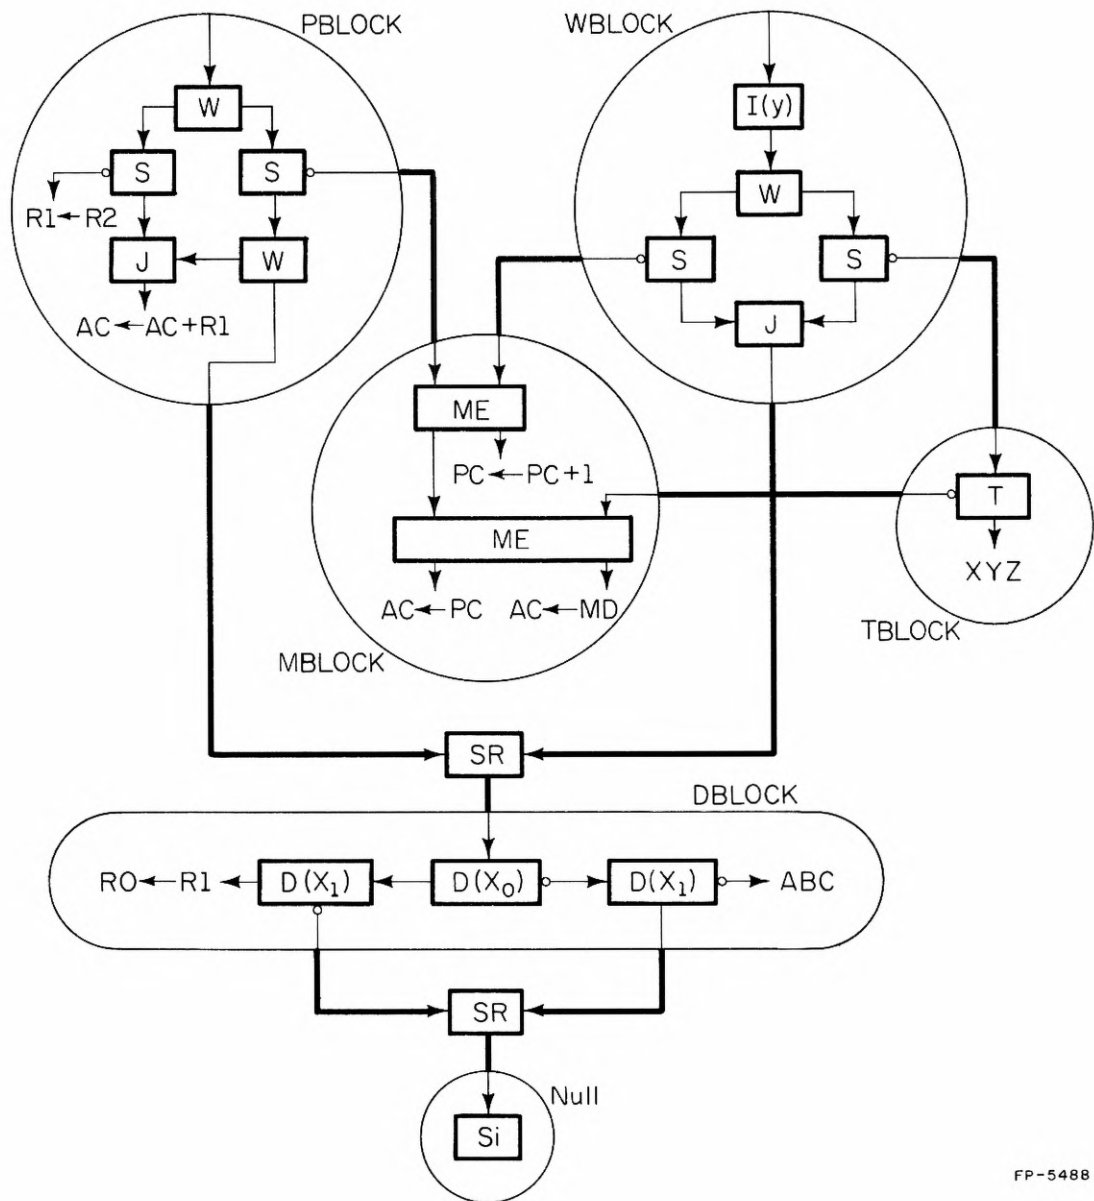 PBLOCK
WBLOCK
W
S
S
R1←R2
J
W
AC←AC+R1
I(y)
W
S
S
J
ME
PC←PC+1
ME
AC←PC
AC←MD
MBLOCK
T
XYZ
TBLOCK
SR
DBLOCK
RO←R1
D(X₁)
D(X₀)
D(X₁)
ABC
SR
Null
Si
FP-5488